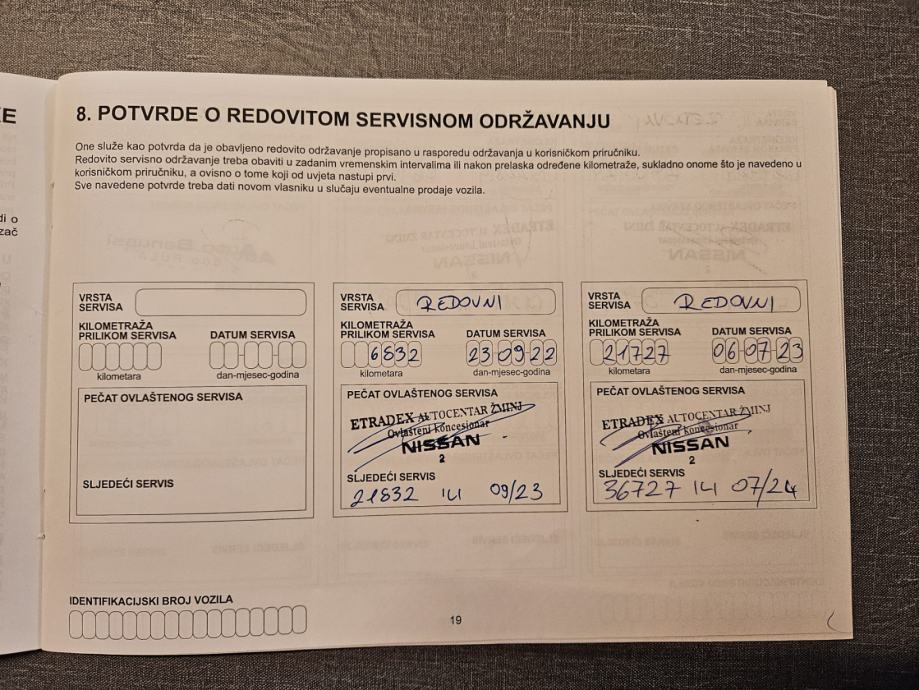 E
di o
zač
8. POTVRDE O REDOVITOM SERVISNOM ODRŽAVANJU
One služe kao potvrda da je obavljeno redovito održavanje propisano u rasporedu održavanja u korisničkom priručniku.
Redovito servisno održavanje treba obaviti u zadanim vremenskim intervalima ili nakon prelaska određene kilometraže, sukladno onome što je navedeno u
korisničkom priručniku, a ovisno o tome koji od uvjeta nastupi prvi.
Sve navedene potvrde treba dati novom vlasniku u slučaju eventualne prodaje vozila.
VRSTA
SERVISA
KILOMETRAŽA
PRILIKOM SERVISA DATUM SERVISA
kilometara dan-mjesec-godina
PEČAT OVLAŠTENOG SERVISA
SLJEDEĆI SERVIS
VRSTA
SERVISA REDOVNI
KILOMETRAŽA
PRILIKOM SERVISA DATUM SERVISA
6832 23 09 22
kilometara dan-mjesec-godina
PEČAT OVLAŠTENOG SERVISA
ETRADEX AUTOCENTAR ŽMINJ
Ovlašteni koncesionar
NISSAN
2
SLJEDEĆI SERVIS
21832 ILI 09/23
VRSTA
SERVISA REDOVNI
KILOMETRAŽA
PRILIKOM SERVISA DATUM SERVISA
21727 06 07 23
kilometara dan-mjesec-godina
PEČAT OVLAŠTENOG SERVISA
ETRADEX AUTOCENTAR ŽMINJ
Ovlašteni koncesionar
NISSAN
2
SLJEDEĆI SERVIS
36727 ILI 07/24
IDENTIFIKACIJSKI BROJ VOZILA
19